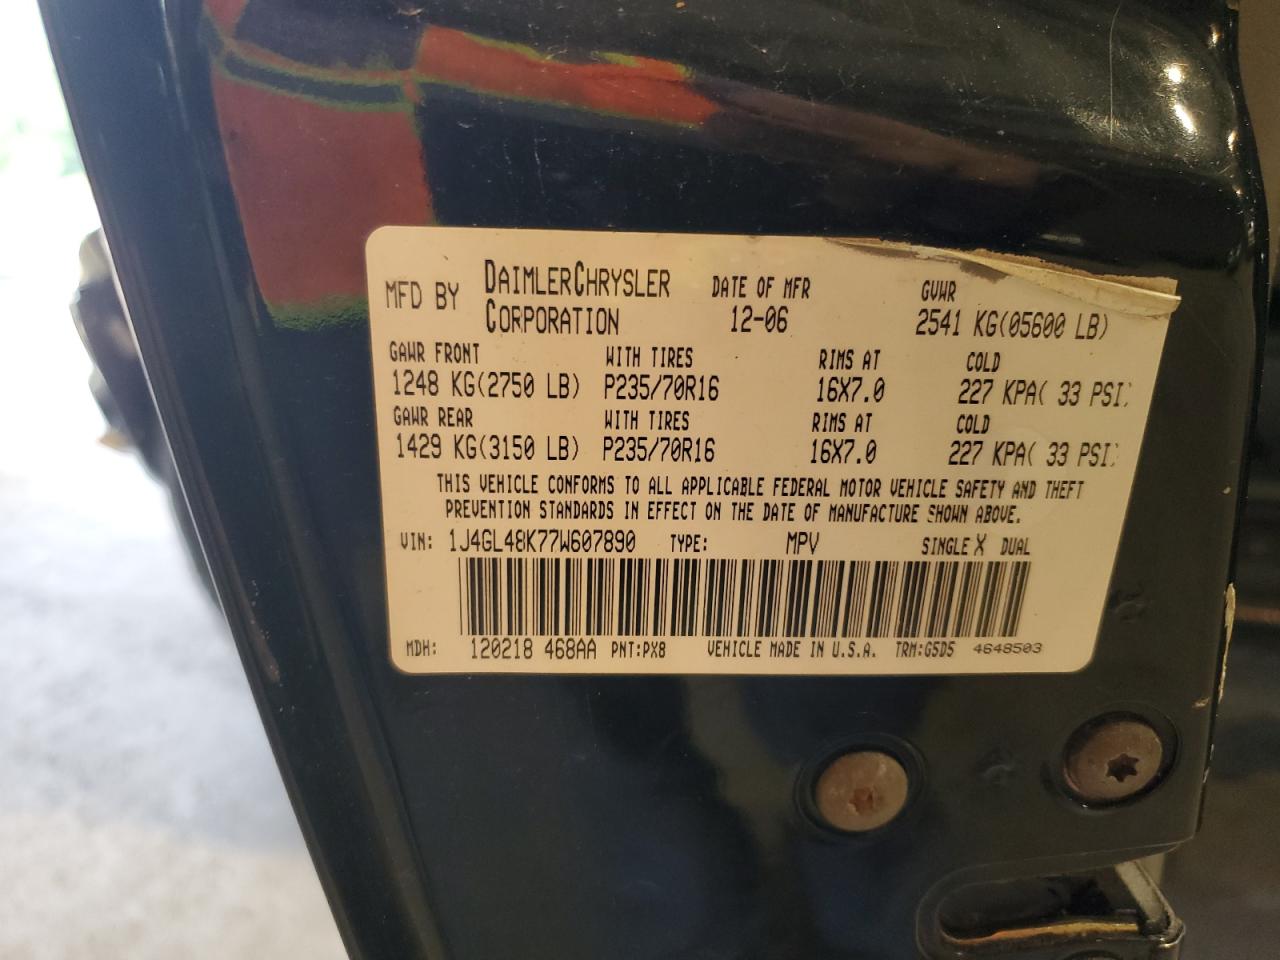 MFD BY DAIMLERCHRYSLER CORPORATION DATE OF MFR 12-06 GVWR 2541 KG(05600 LB)
GAWR FRONT WITH TIRES RIMS AT COLD
1248 KG(2750 LB) P235/70R16 16X7.0 227 KPA( 33 PSI)
GAWR REAR WITH TIRES RIMS AT COLD
1429 KG(3150 LB) P235/70R16 16X7.0 227 KPA( 33 PSI)
THIS VEHICLE CONFORMS TO ALL APPLICABLE FEDERAL MOTOR VEHICLE SAFETY AND THEFT
PREVENTION STANDARDS IN EFFECT ON THE DATE OF MANUFACTURE SHOWN ABOVE.
VIN: 1J4GL48K77W607890 TYPE: MPV SINGLE X DUAL
MDH: 120218 468AA PNT:PX8 VEHICLE MADE IN U.S.A. TRM:G5D5 4648503